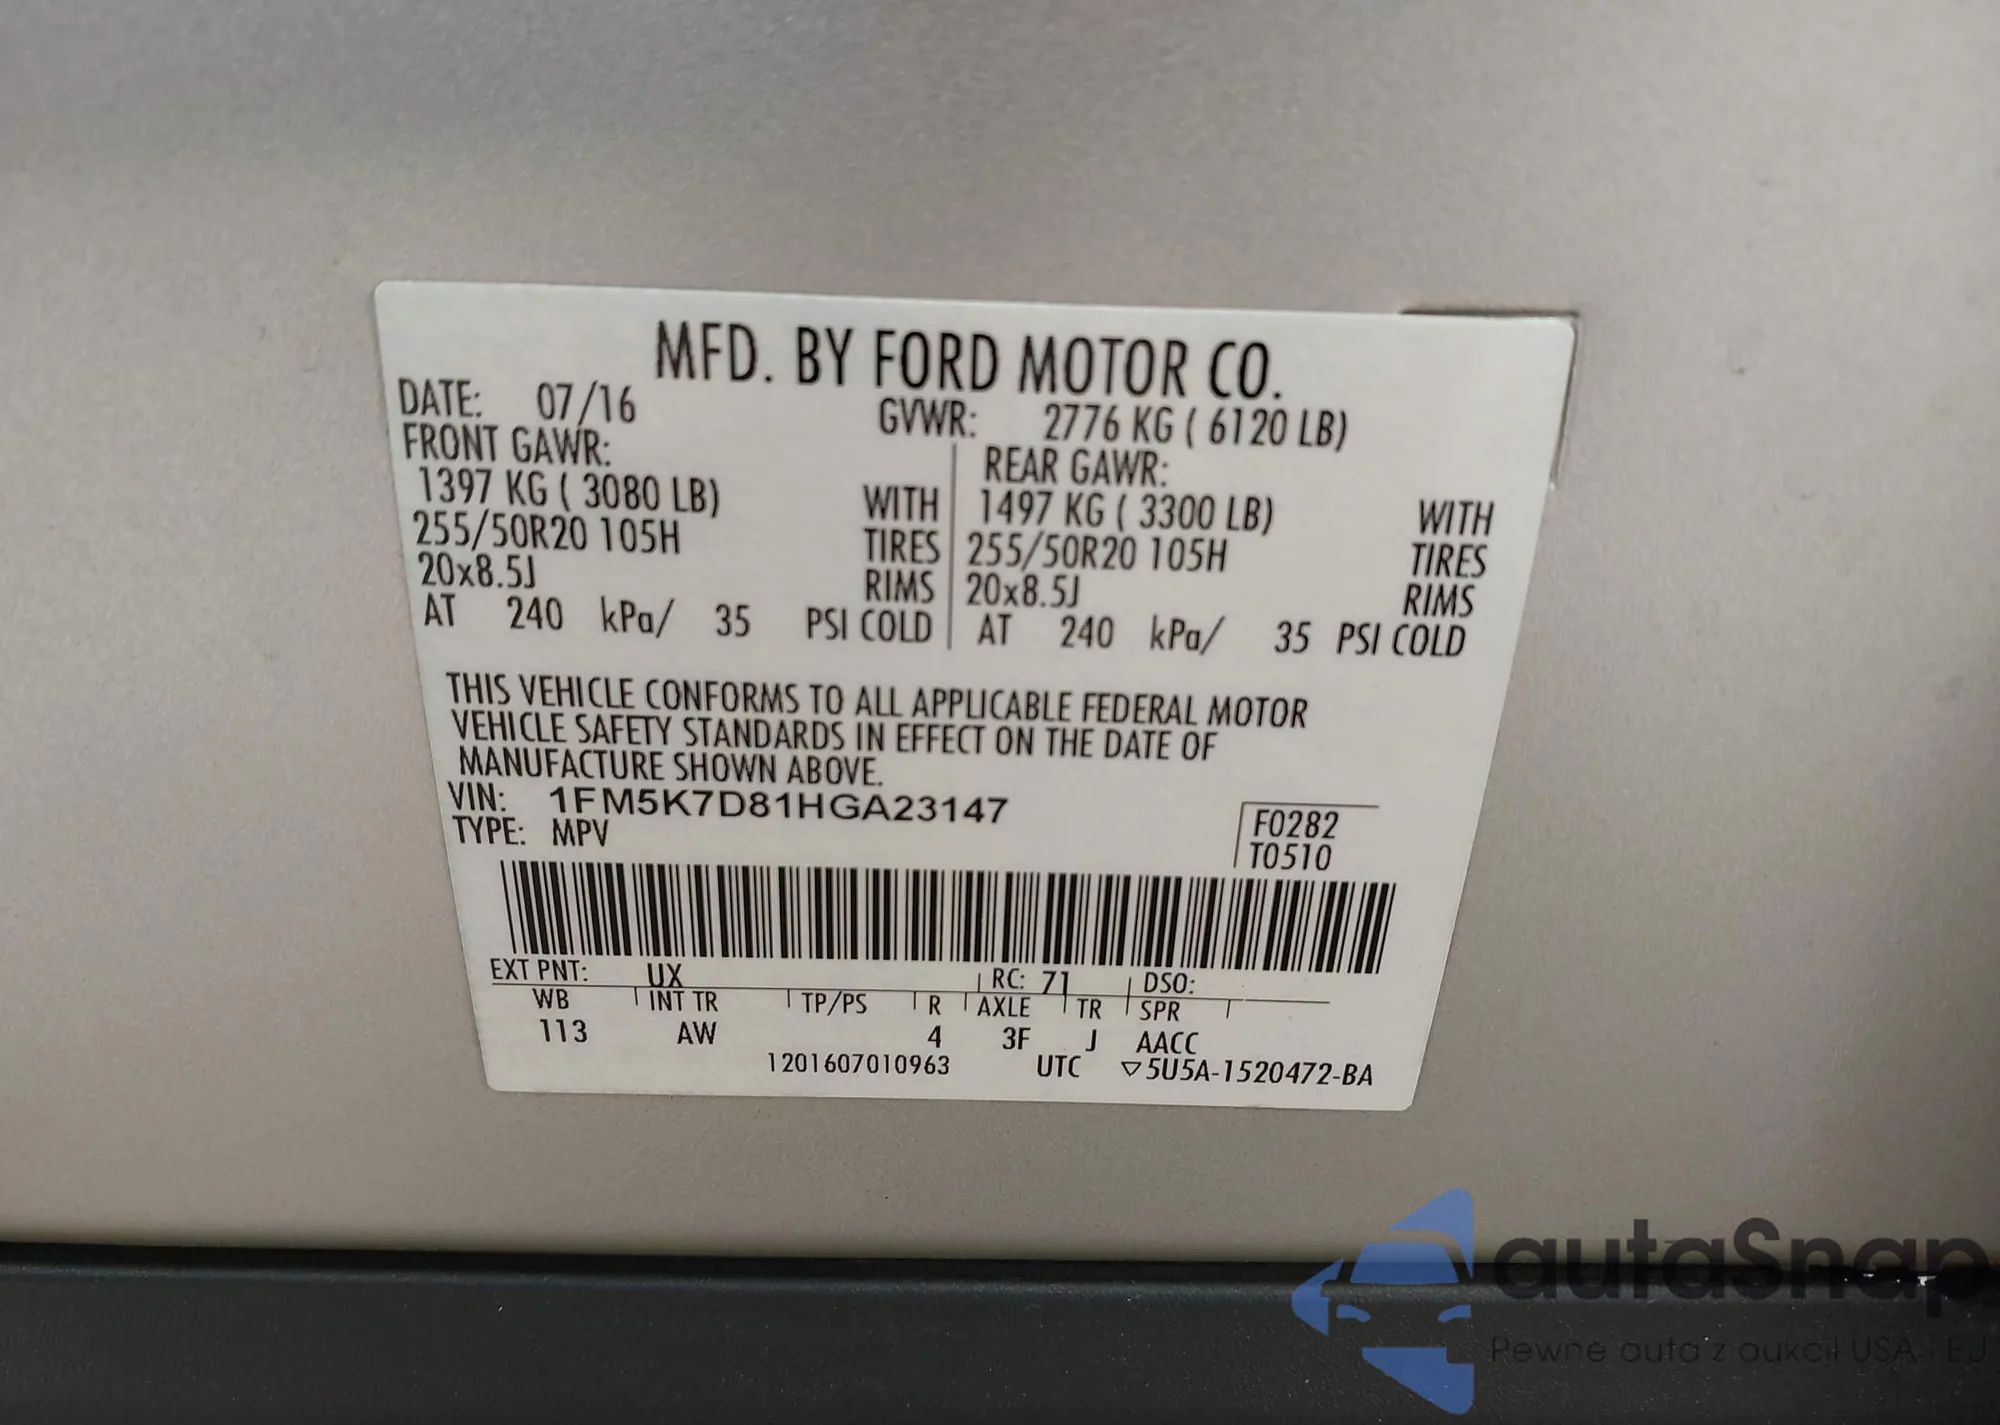 MFD. BY FORD MOTOR CO.
DATE: 07/16 GVWR: 2776 KG ( 6120 LB)
FRONT GAWR: REAR GAWR:
1397 KG ( 3080 LB) WITH 1497 KG ( 3300 LB) WITH
255/50R20 105H TIRES 255/50R20 105H TIRES
20x8.5J RIMS 20x8.5J RIMS
AT 240 kPa/ 35 PSI COLD AT 240 kPa/ 35 PSI COLD
THIS VEHICLE CONFORMS TO ALL APPLICABLE FEDERAL MOTOR
VEHICLE SAFETY STANDARDS IN EFFECT ON THE DATE OF
MANUFACTURE SHOWN ABOVE.
VIN: 1FM5K7D81HGA23147
TYPE: MPV
F0282
T0510
EXT PNT: UX RC: 71 DSO:
WB INT TR TP/PS R AXLE TR SPR
113 AW 4 3F J AACC
1201607010963 UTC ▽5U5A-1520472-BA
autaSnap
Pewne auta z aukcji USA i EU